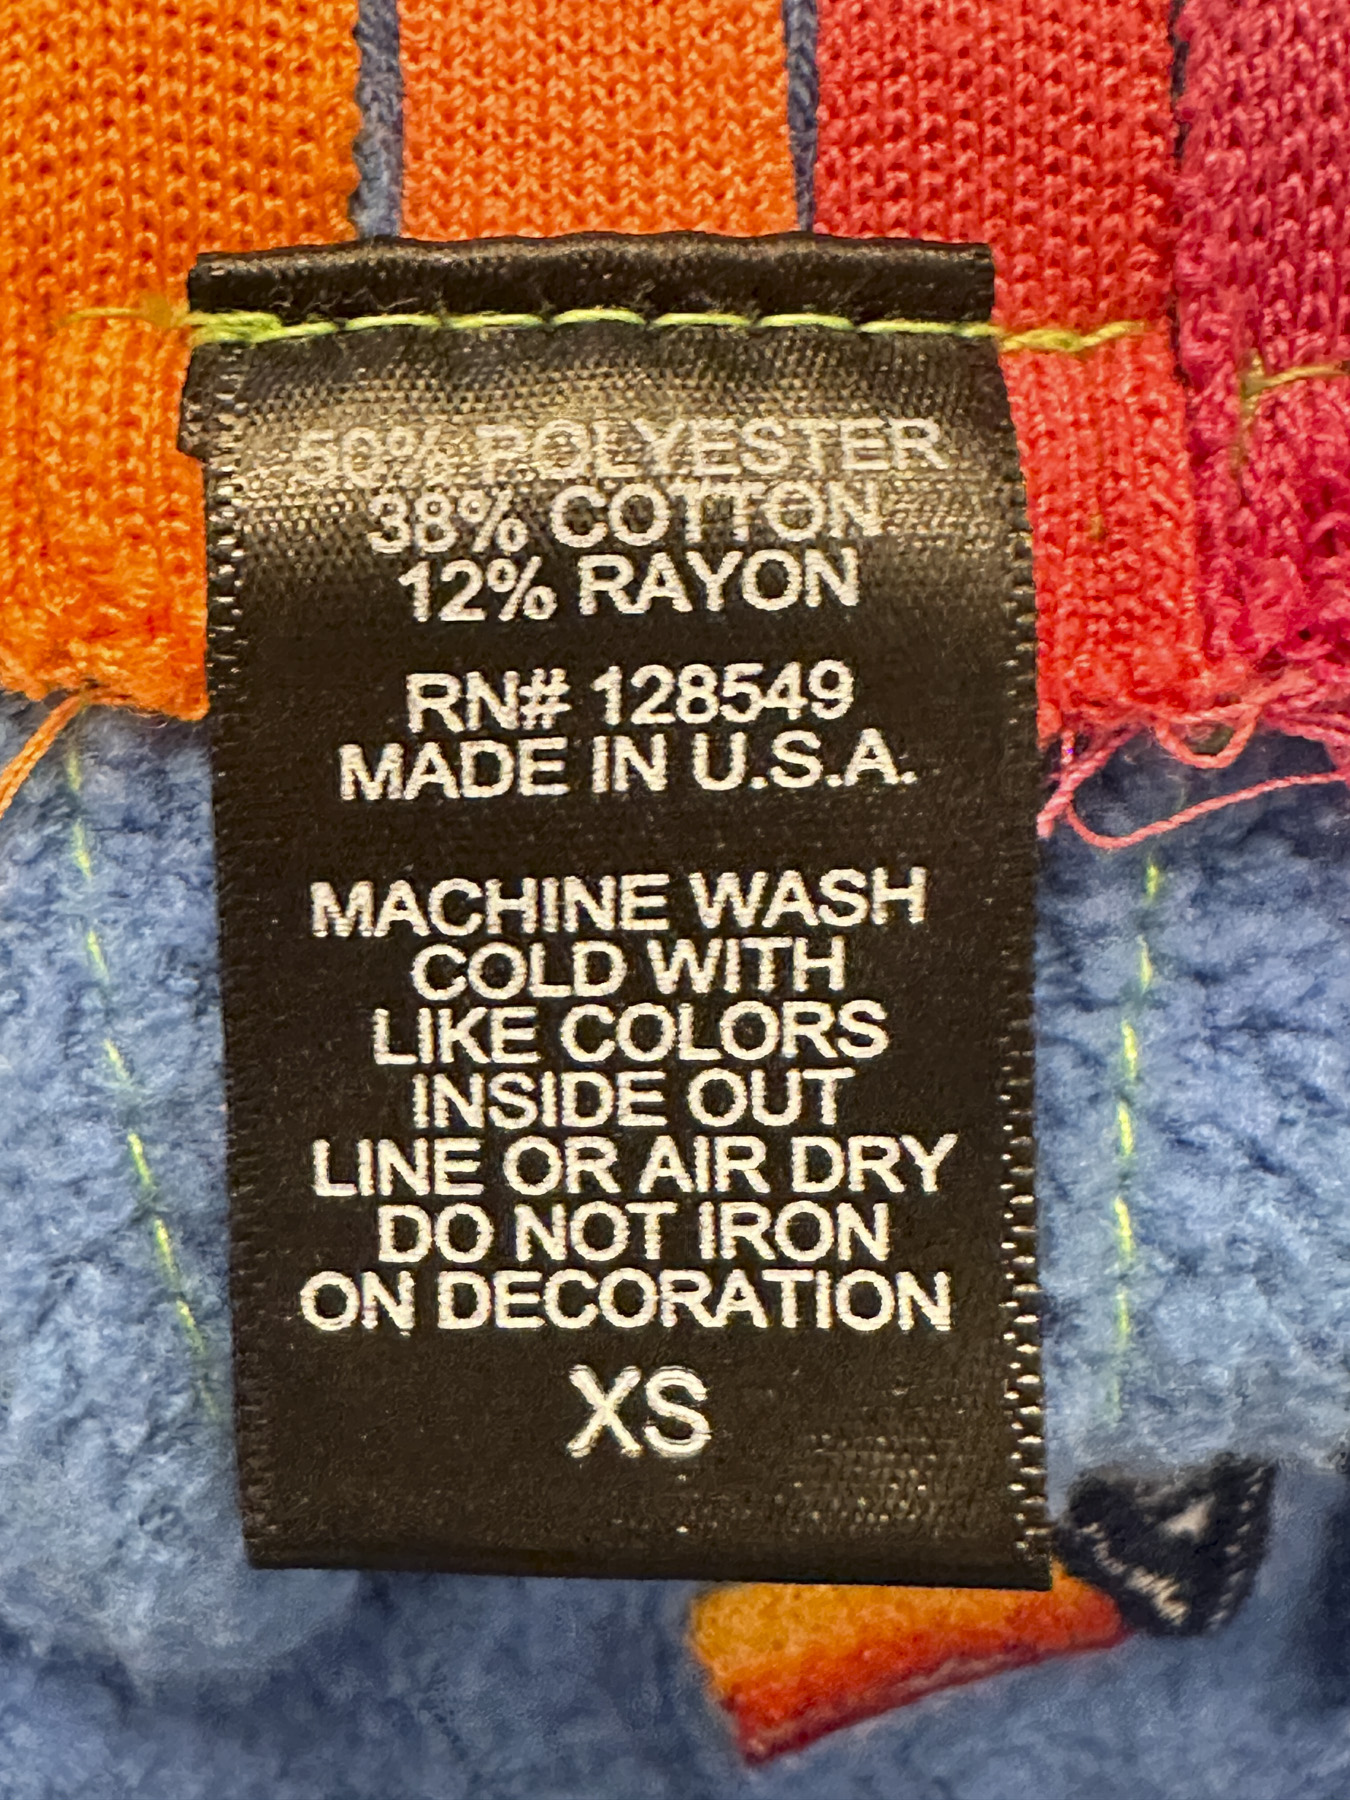 50% POLYESTER
38% COTTON
12% RAYON
RN# 128549
MADE IN U.S.A.
MACHINE WASH
COLD WITH
LIKE COLORS
INSIDE OUT
LINE OR AIR DRY
DO NOT IRON
ON DECORATION
XS